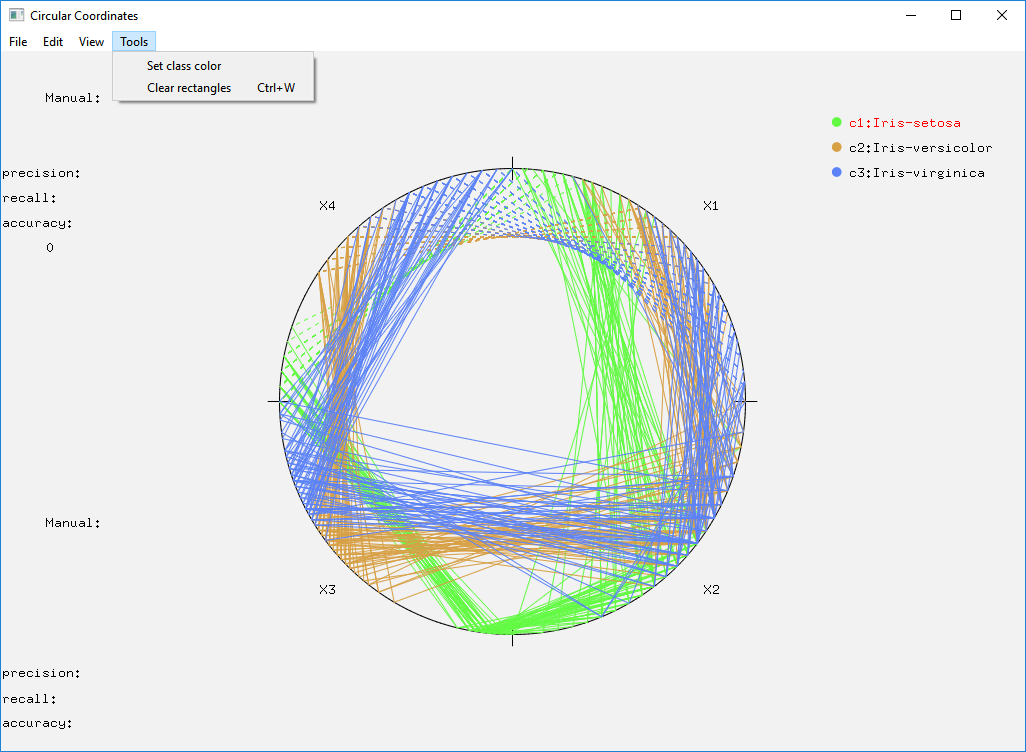 Circular Coordinates
File Edit View Tools
Set class color
Clear rectangles Ctrl+W
Manual:
precision:
recall:
accuracy:
0
c1:Iris-setosa
c2:Iris-versicolor
c3:Iris-virginica
X4
X1
X3
X2
Manual:
precision:
recall:
accuracy: